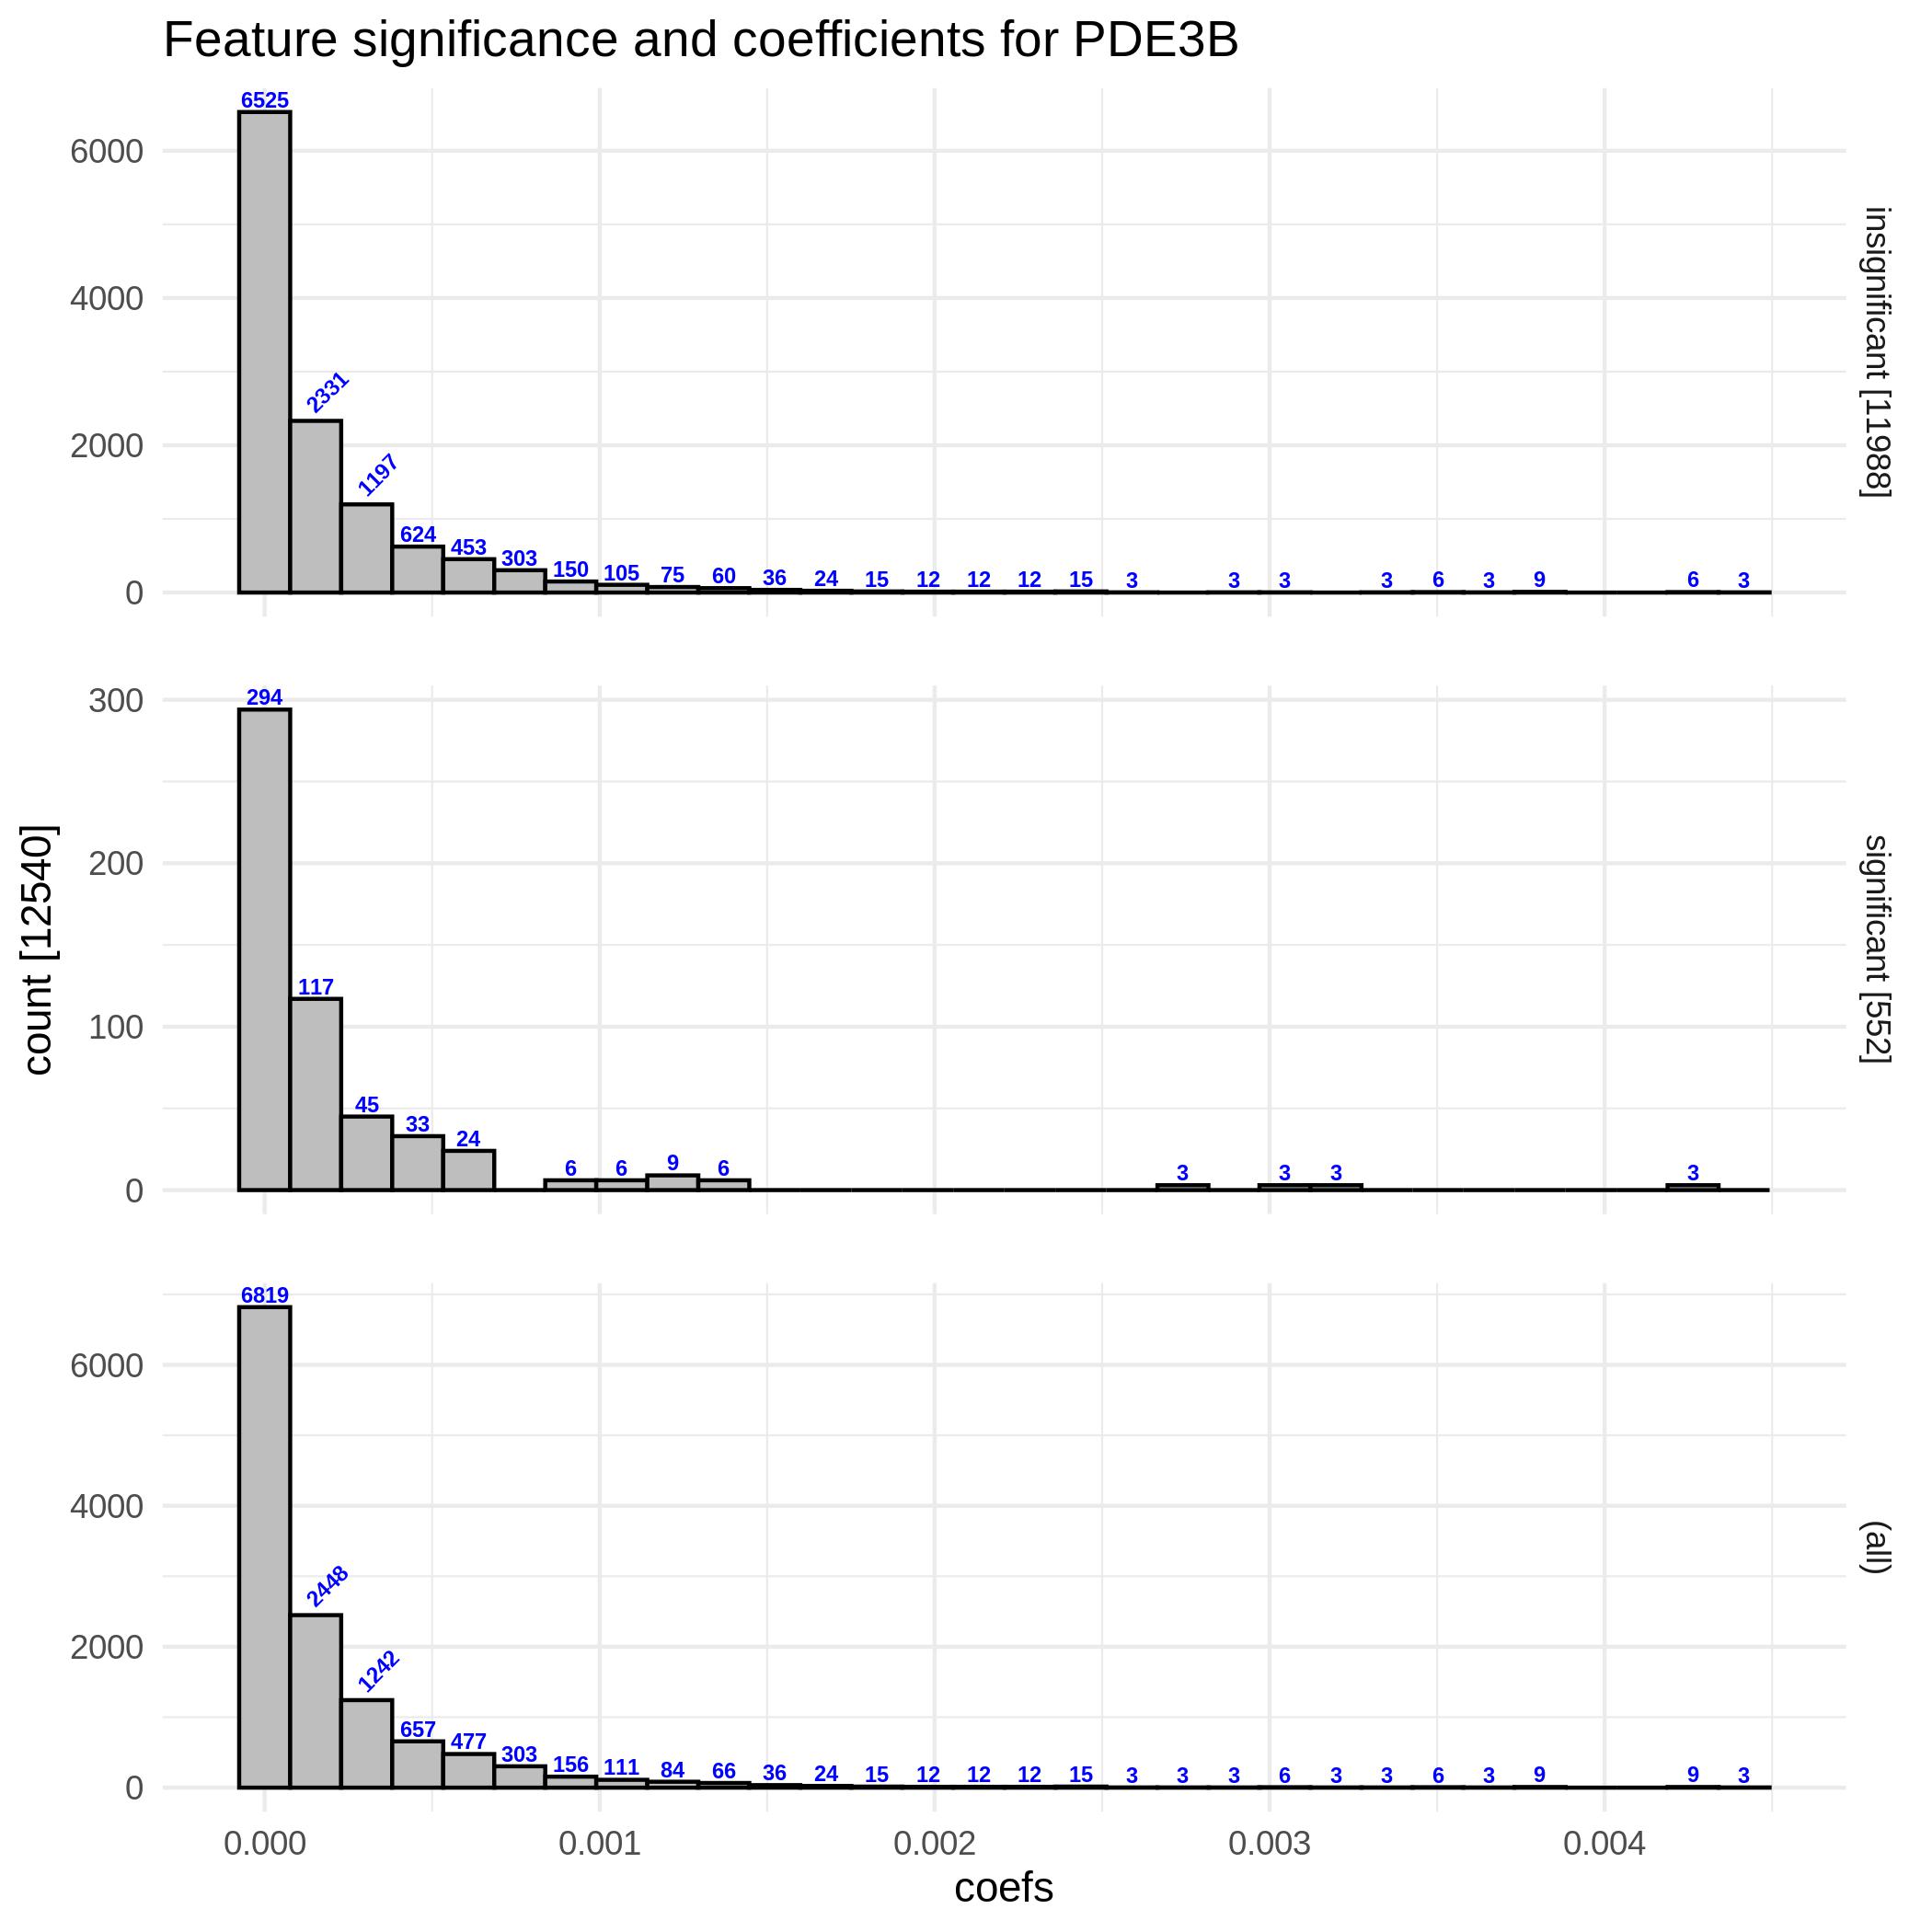 Feature significance and coefficients for PDE3B
6525
2331
1197
624 453 303 150 105 75 60 36 24 15 12 12 12 15 3 3 3 3 6 3 9 6 3
6000
4000
2000
0
insignificant [11988]
294
117
45
33
24
6 6 9 6 3 3 3 3
300
200
100
0
significant [552]
count [12540]
6819
2448
1242
657 477 303 156 111 84 66 36 24 15 12 12 12 15 3 3 3 6 3 3 6 3 9 9 3
6000
4000
2000
0
(all)
0.000 0.001 0.002 0.003 0.004
coefs